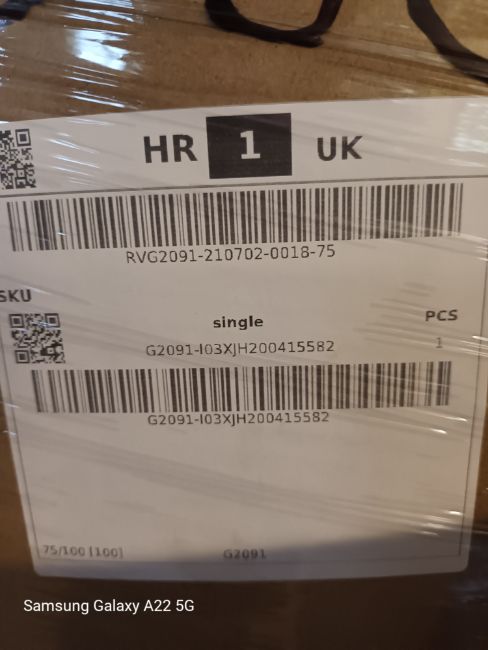 HR 1 UK
RVG2091-210702-0018-75
SKU
single
PCS
G2091-I03XJH200415582
1
G2091-I03XJH200415582
75/100 [100]
G2091
Samsung Galaxy A22 5G